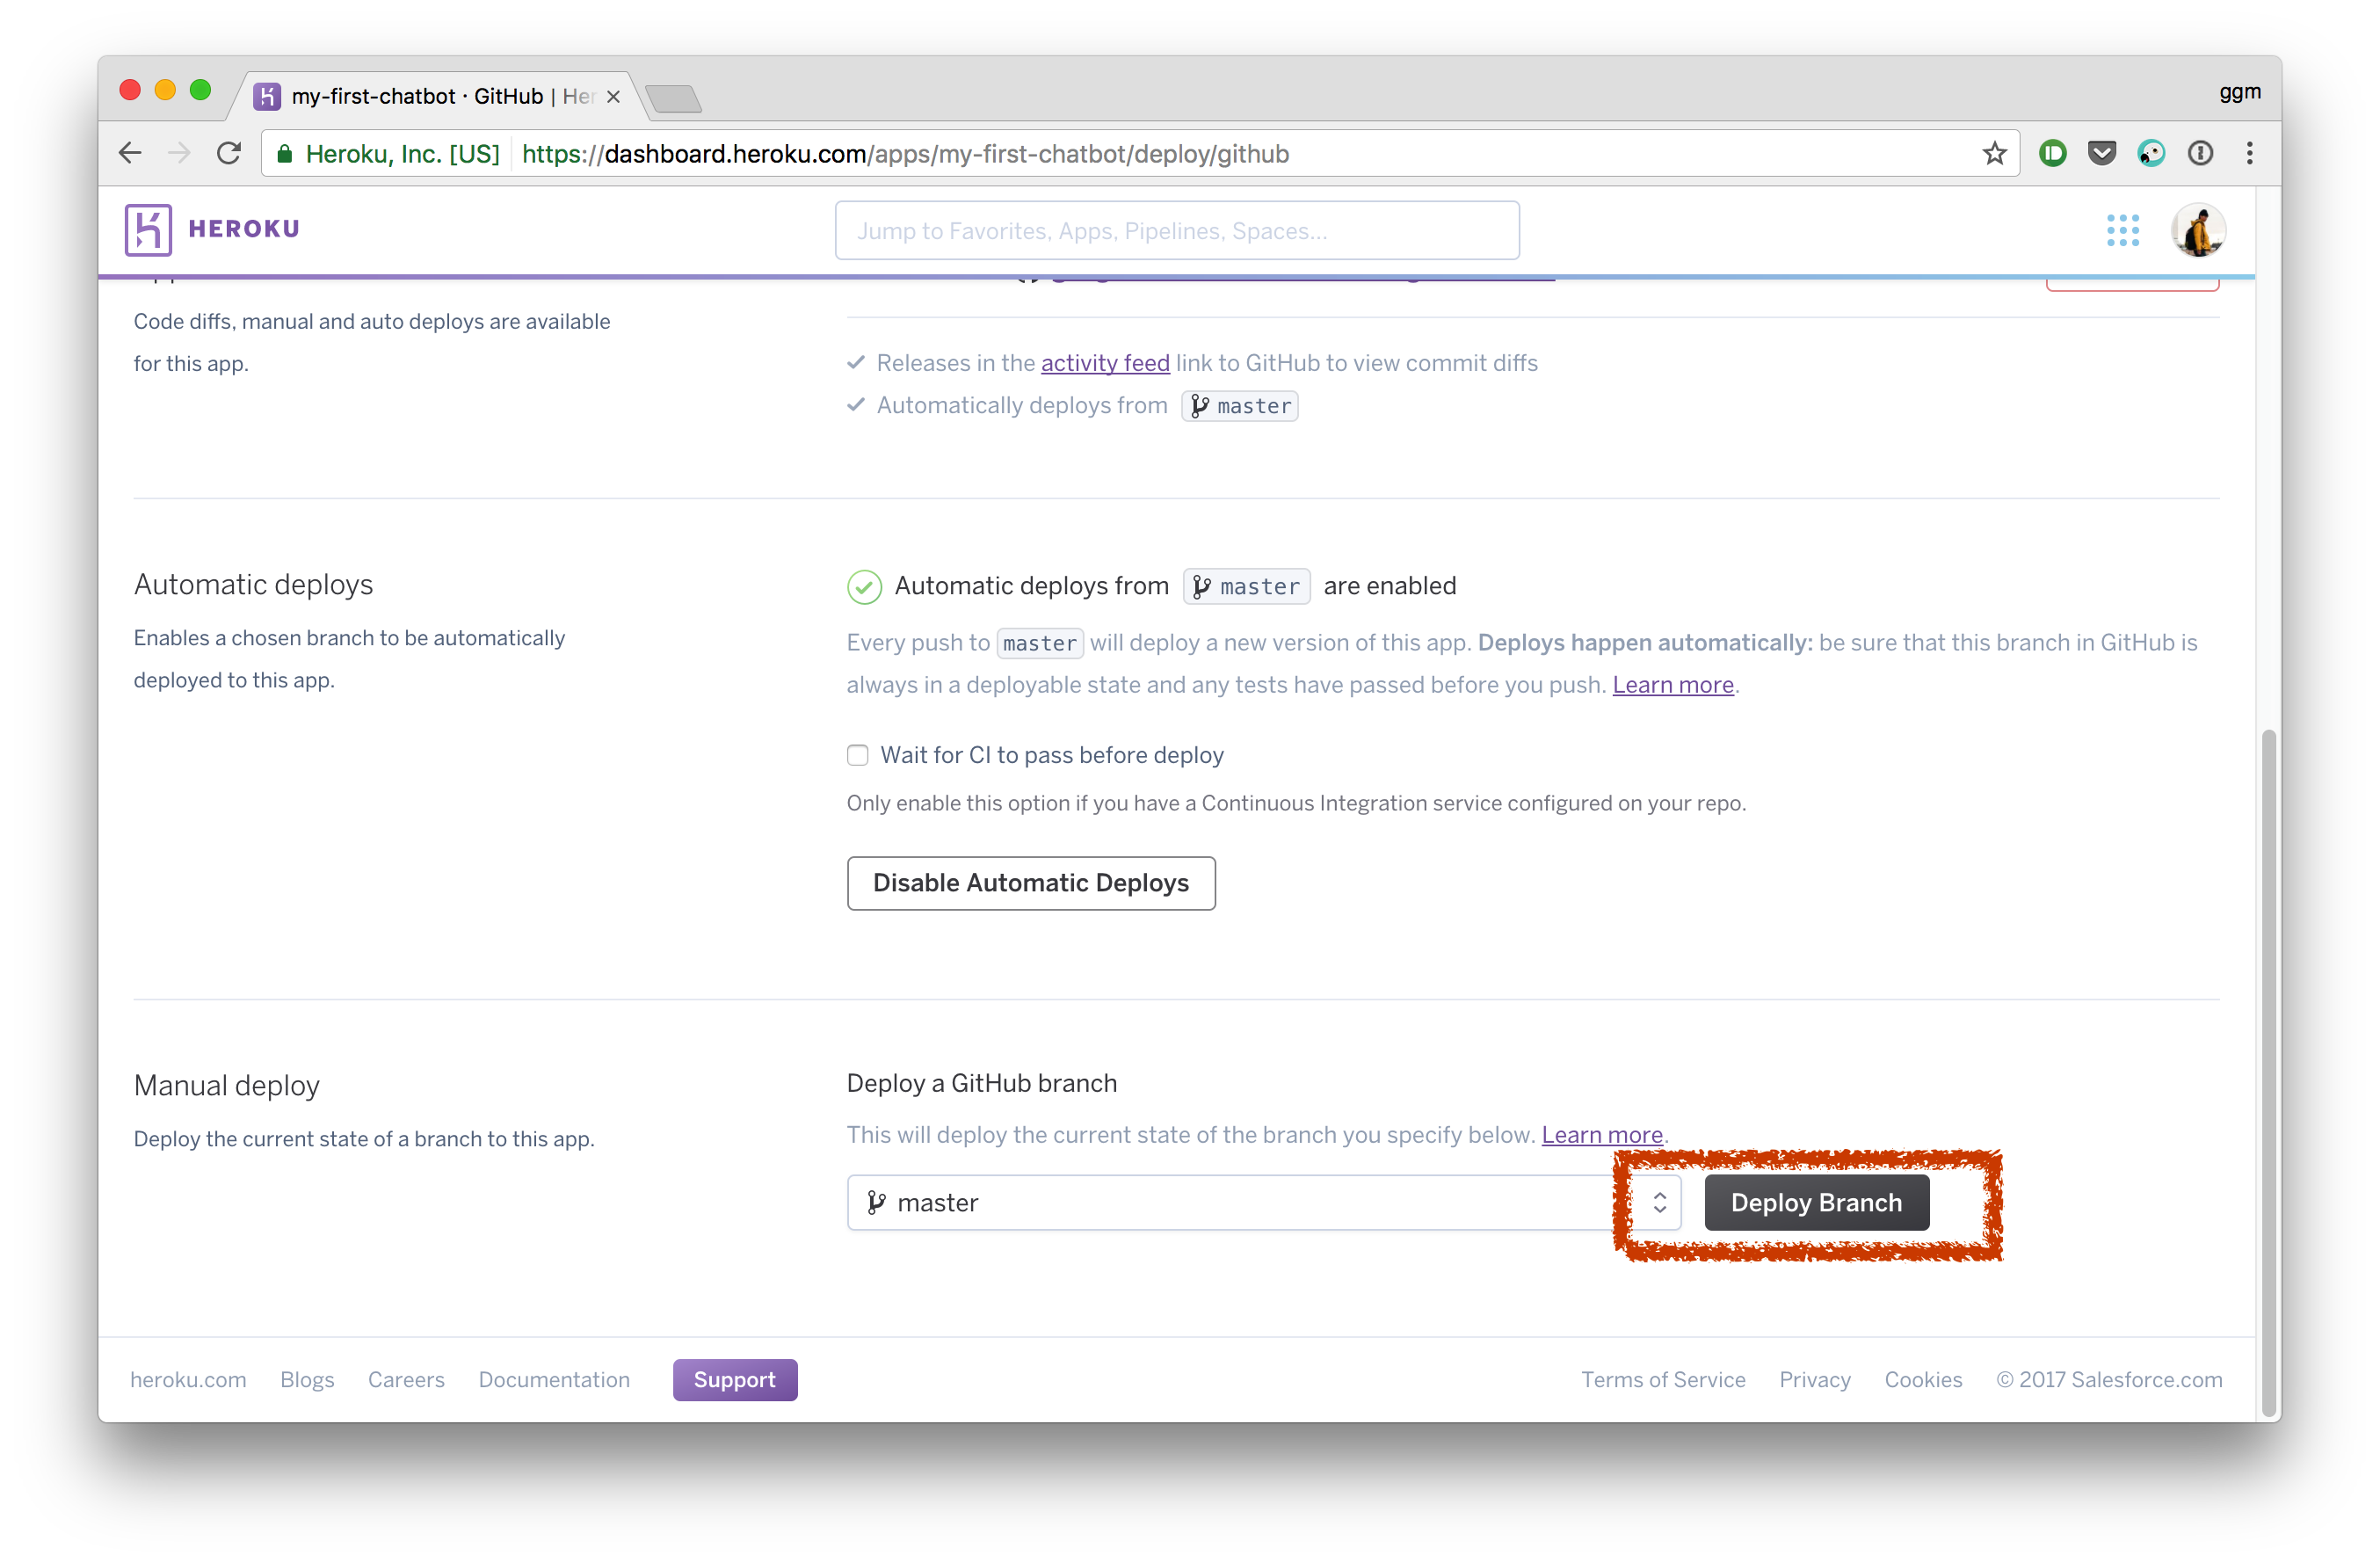 my-first-chatbot · GitHub | Her
ggm
Heroku, Inc. [US] https://dashboard.heroku.com/apps/my-first-chatbot/deploy/github
HEROKU
Jump to Favorites, Apps, Pipelines, Spaces...
Code diffs, manual and auto deploys are available
for this app.
Releases in the activity feed link to GitHub to view commit diffs
Automatically deploys from master
Automatic deploys
Enables a chosen branch to be automatically
deployed to this app.
Automatic deploys from master are enabled
Every push to master will deploy a new version of this app. Deploys happen automatically: be sure that this branch in GitHub is
always in a deployable state and any tests have passed before you push. Learn more.
Wait for CI to pass before deploy
Only enable this option if you have a Continuous Integration service configured on your repo.
Disable Automatic Deploys
Manual deploy
Deploy the current state of a branch to this app.
Deploy a GitHub branch
This will deploy the current state of the branch you specify below. Learn more.
master
Deploy Branch
heroku.com Blogs Careers Documentation Support Terms of Service Privacy Cookies © 2017 Salesforce.com